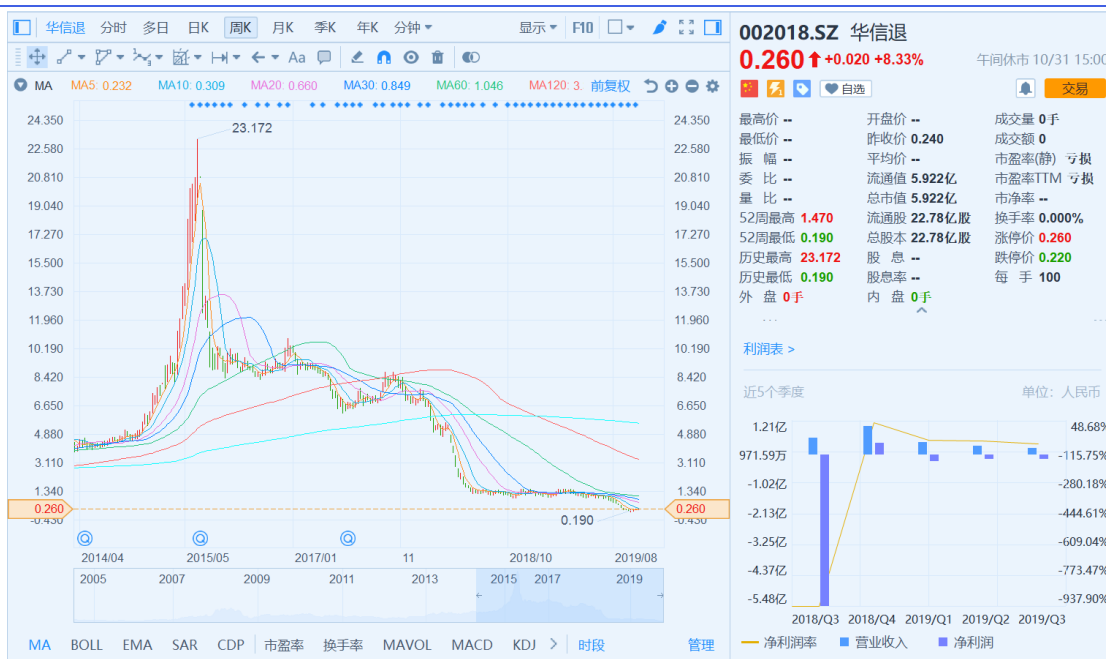 华信退 分时 多日 日K 周K 月K 季K 年K 分钟 显示 F10
Aa
MA MA5: 0.232 MA10: 0.309 MA20: 0.660 MA30: 0.849 MA60: 1.046 MA120: 3. 前复权
24.350 24.350
23.172
22.580 22.580
20.810 20.810
19.040 19.040
17.270 17.270
15.500 15.500
13.730 13.730
11.960 11.960
10.190 10.190
8.420 8.420
6.650 6.650
4.880 4.880
3.110 3.110
1.340 1.340
0.260 0.260
-0.430 0.190 -0.430
Q Q Q
2014/04 2015/05 2017/01 11 2018/10 2019/08
2005 2007 2009 2011 2013 2015 2017 2019
MA BOLL EMA SAR CDP 市盈率 换手率 MAVOL MACD KDJ 时段 管理
002018.SZ 华信退
0.260 +0.020 +8.33% 午间休市 10/31 15:00
自选 交易
最高价 -- 开盘价 -- 成交量 0手
最低价 -- 昨收价 0.240 成交额 0
振 幅 -- 平均价 -- 市盈率(静) 亏损
委 比 -- 流通值 5.922亿 市盈率TTM 亏损
量 比 -- 总市值 5.922亿 市净率 --
52周最高 1.470 流通股 22.78亿股 换手率 0.000%
52周最低 0.190 总股本 22.78亿股 涨停价 0.260
历史最高 23.172 股 息 -- 跌停价 0.220
历史最低 0.190 股息率 -- 每 手 100
外 盘 0手 内 盘 0手
利润表 >
近5个季度 单位: 人民币
1.21亿 48.68%
971.59万 -115.75%
-1.02亿 -280.18%
-2.13亿 -444.61%
-3.25亿 -609.04%
-4.37亿 -773.47%
-5.48亿 -937.90%
2018/Q3 2018/Q4 2019/Q1 2019/Q2 2019/Q3
净利润率 营业收入 净利润